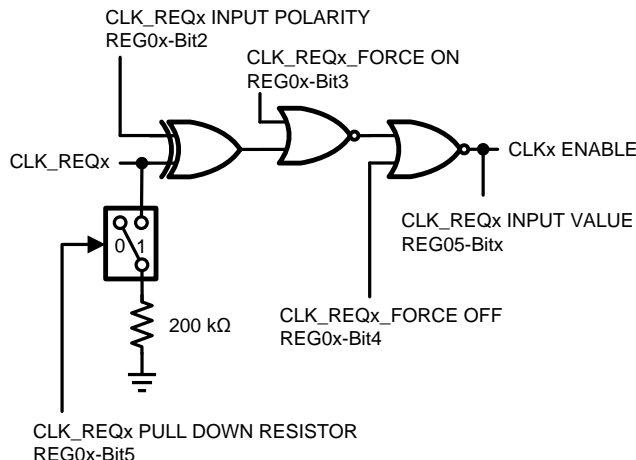 CLK_REQx INPUT POLARITY
REG0x-Bit2
CLK_REQx_FORCE ON
REG0x-Bit3
CLK_REQx
CLKx ENABLE
CLK_REQx INPUT VALUE
REG05-Bitx
0 1
200 kΩ
CLK_REQx_FORCE OFF
REG0x-Bit4
CLK_REQx PULL DOWN RESISTOR
REG0x-Bit5